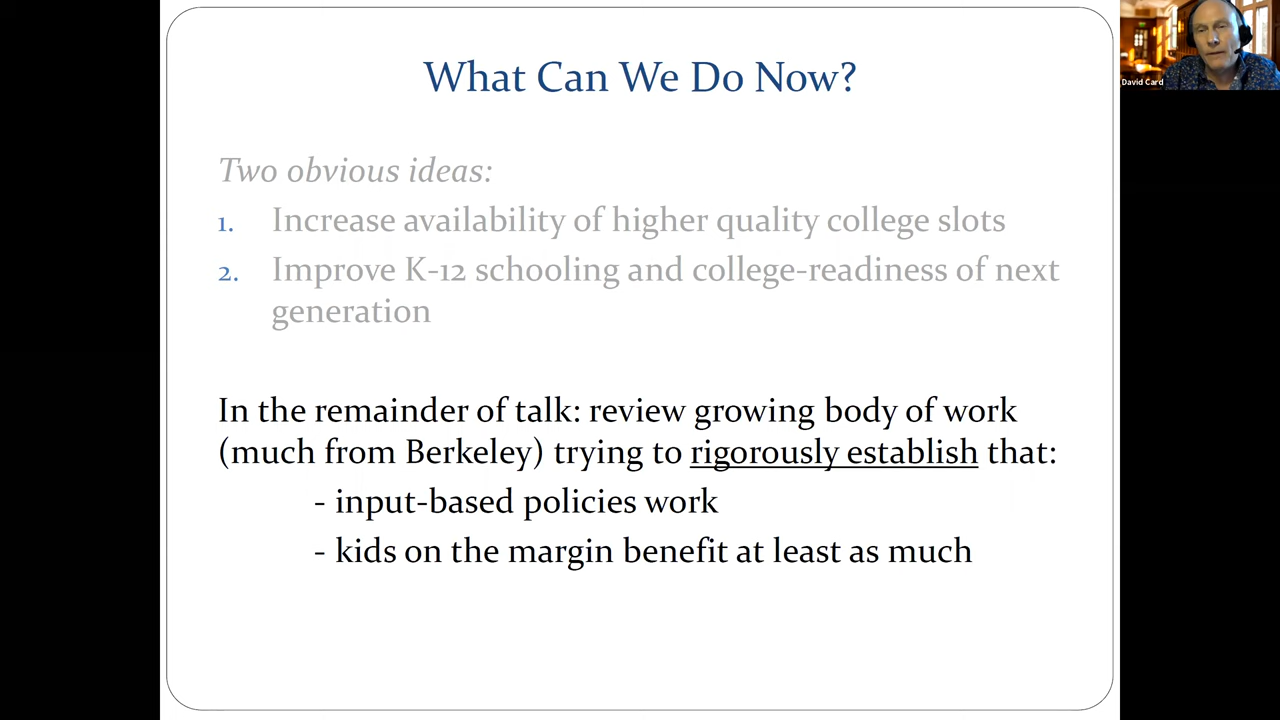 What Can We Do Now?
David Card
Two obvious ideas:
1. Increase availability of higher quality college slots
2. Improve K-12 schooling and college-readiness of next
generation
In the remainder of talk: review growing body of work
(much from Berkeley) trying to rigorously establish that:
- input-based policies work
- kids on the margin benefit at least as much